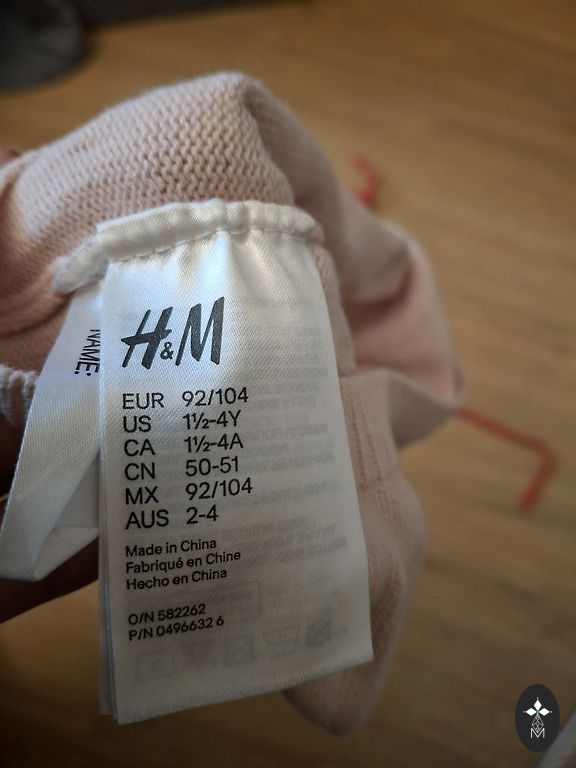 NAME:
H&M
EUR 92/104
US 1½-4Y
CA 1½-4A
CN 50-51
MX 92/104
AUS 2-4
Made in China
Fabriqué en Chine
Hecho en China
O/N 582262
P/N 0496632 6
M